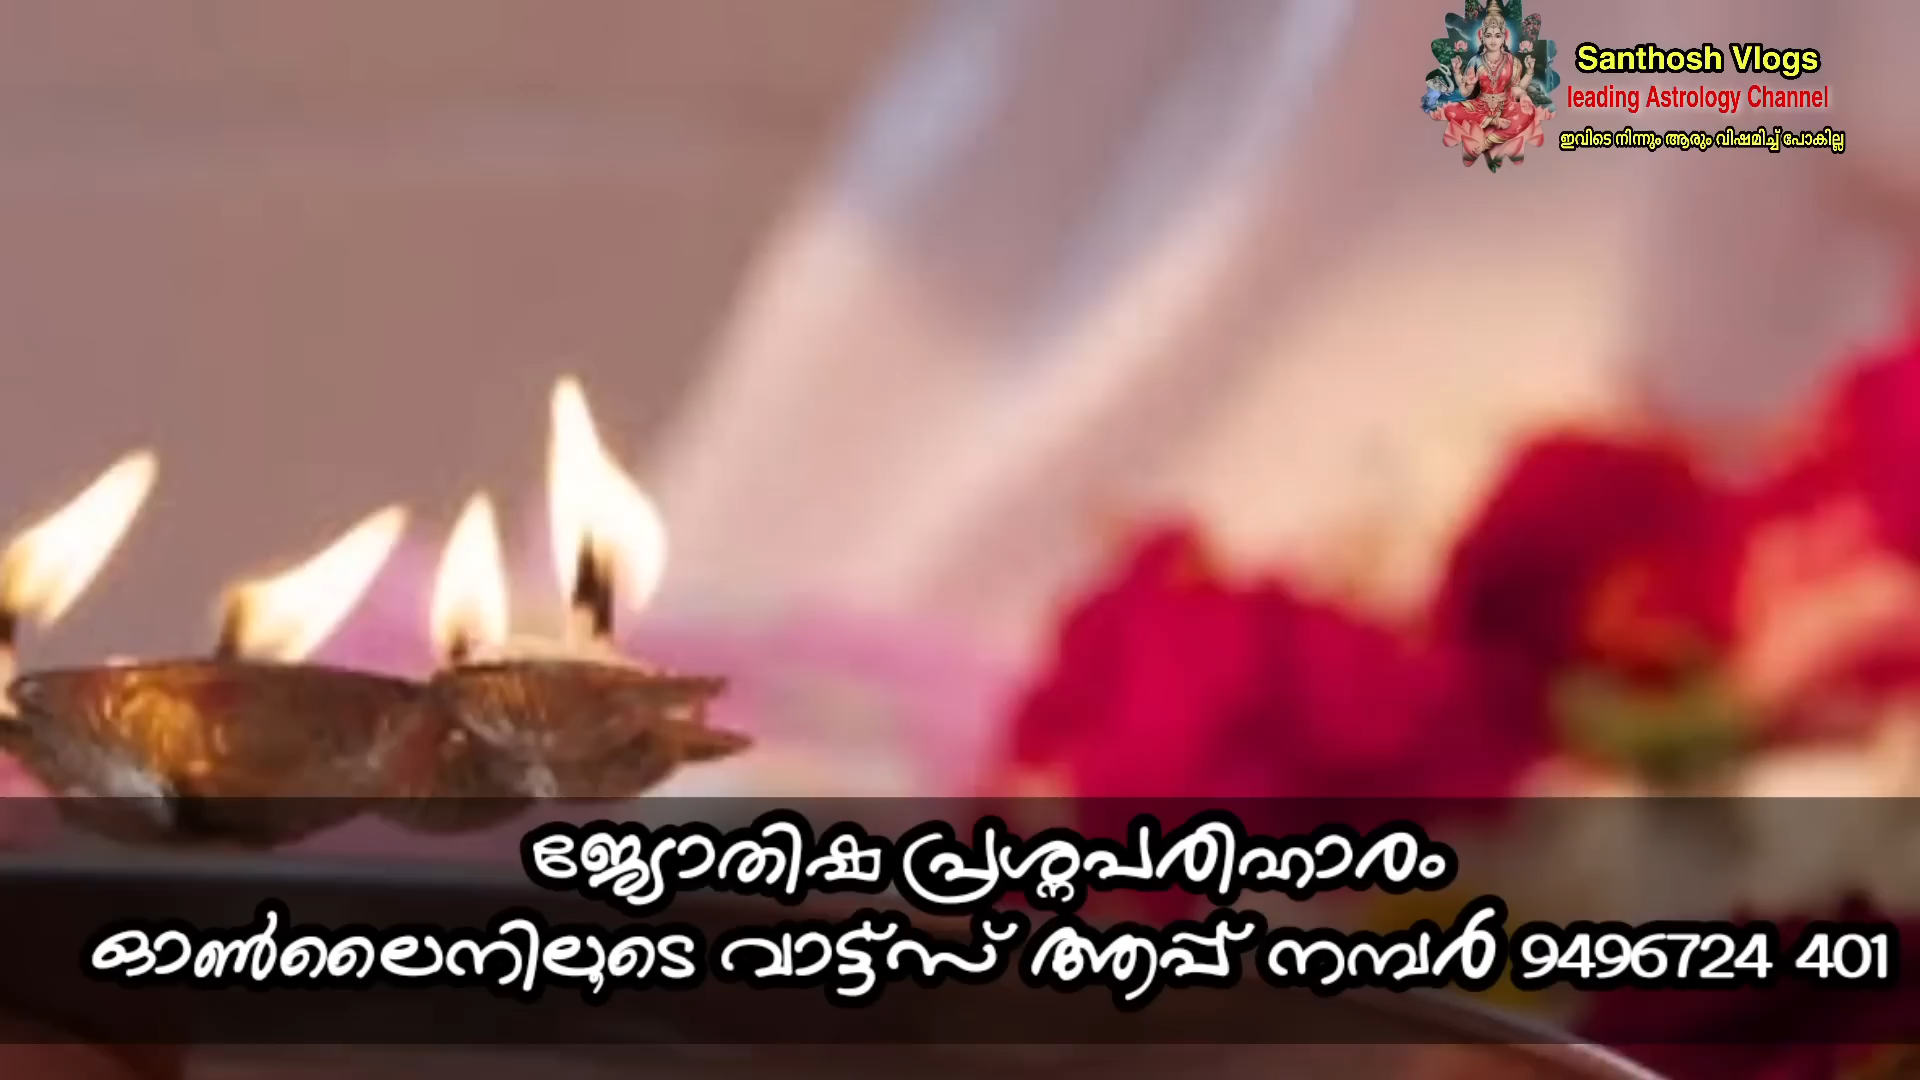 Santhosh Vlogs
leading Astrology Channel
ഇവിടെ നിന്നും ആരും വിഷമിച്ച് പോകില്ല
ജ്യോതിഷ പ്രശ്നപരിഹാരം
ഓൺലൈനിലൂടെ വാട്ട്സ് ആപ്പ് നമ്പർ 9496724 401